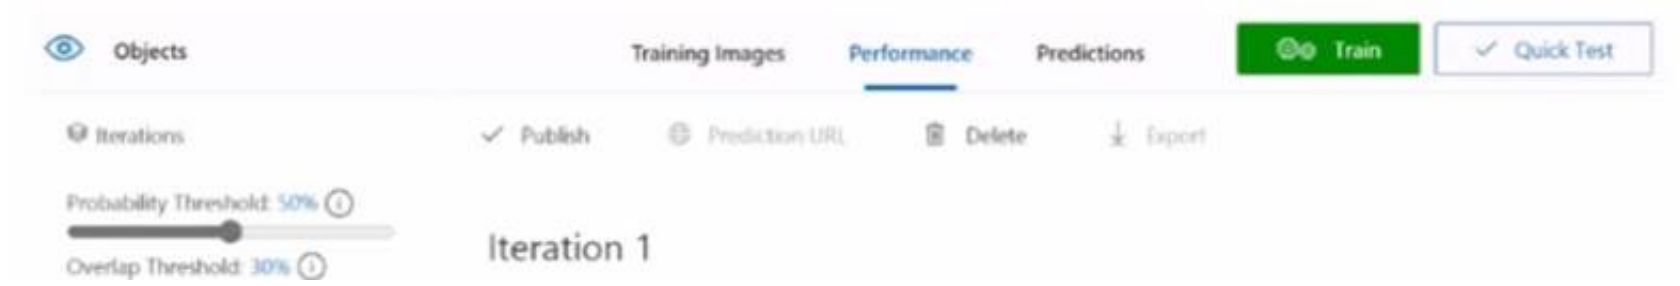 Objects Training Images Performance Predictions Train Quick Test
Iterations Publish Prediction URL Delete Export
Probability Threshold: 50%
Iteration 1
Overlap Threshold: 30%